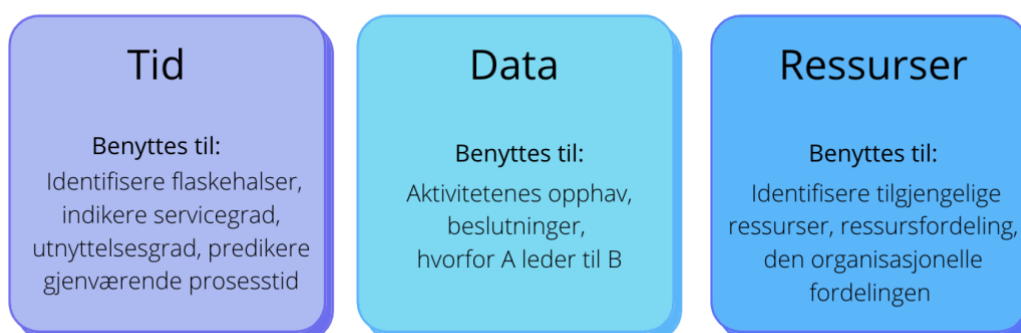 Tid
Benyttes til:
Identifisere flaskehalser,
indikere servicegrad,
utnyttelsesgrad, predikere
gjenværende prosesstid
Data
Benyttes til:
Aktivitetenes opphav,
beslutninger,
hvorfor A leder til B
Ressurser
Benyttes til:
Identifisere tilgjengelige
ressurser, ressursfordeling,
den organisasjonelle
fordelingen